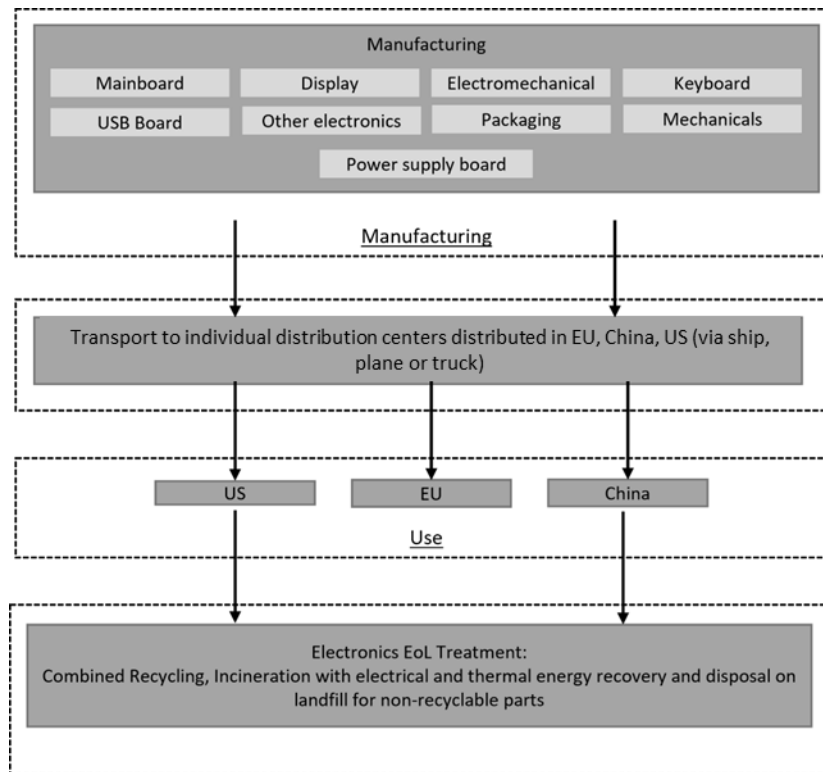 Manufacturing
Mainboard
Display
Electromechanical
Keyboard
USB Board
Other electronics
Packaging
Mechanicals
Power supply board
Manufacturing
Transport to individual distribution centers distributed in EU, China, US (via ship,
plane or truck)
US
EU
China
Use
Electronics EoL Treatment:
Combined Recycling, Incineration with electrical and thermal energy recovery and disposal on
landfill for non-recyclable parts